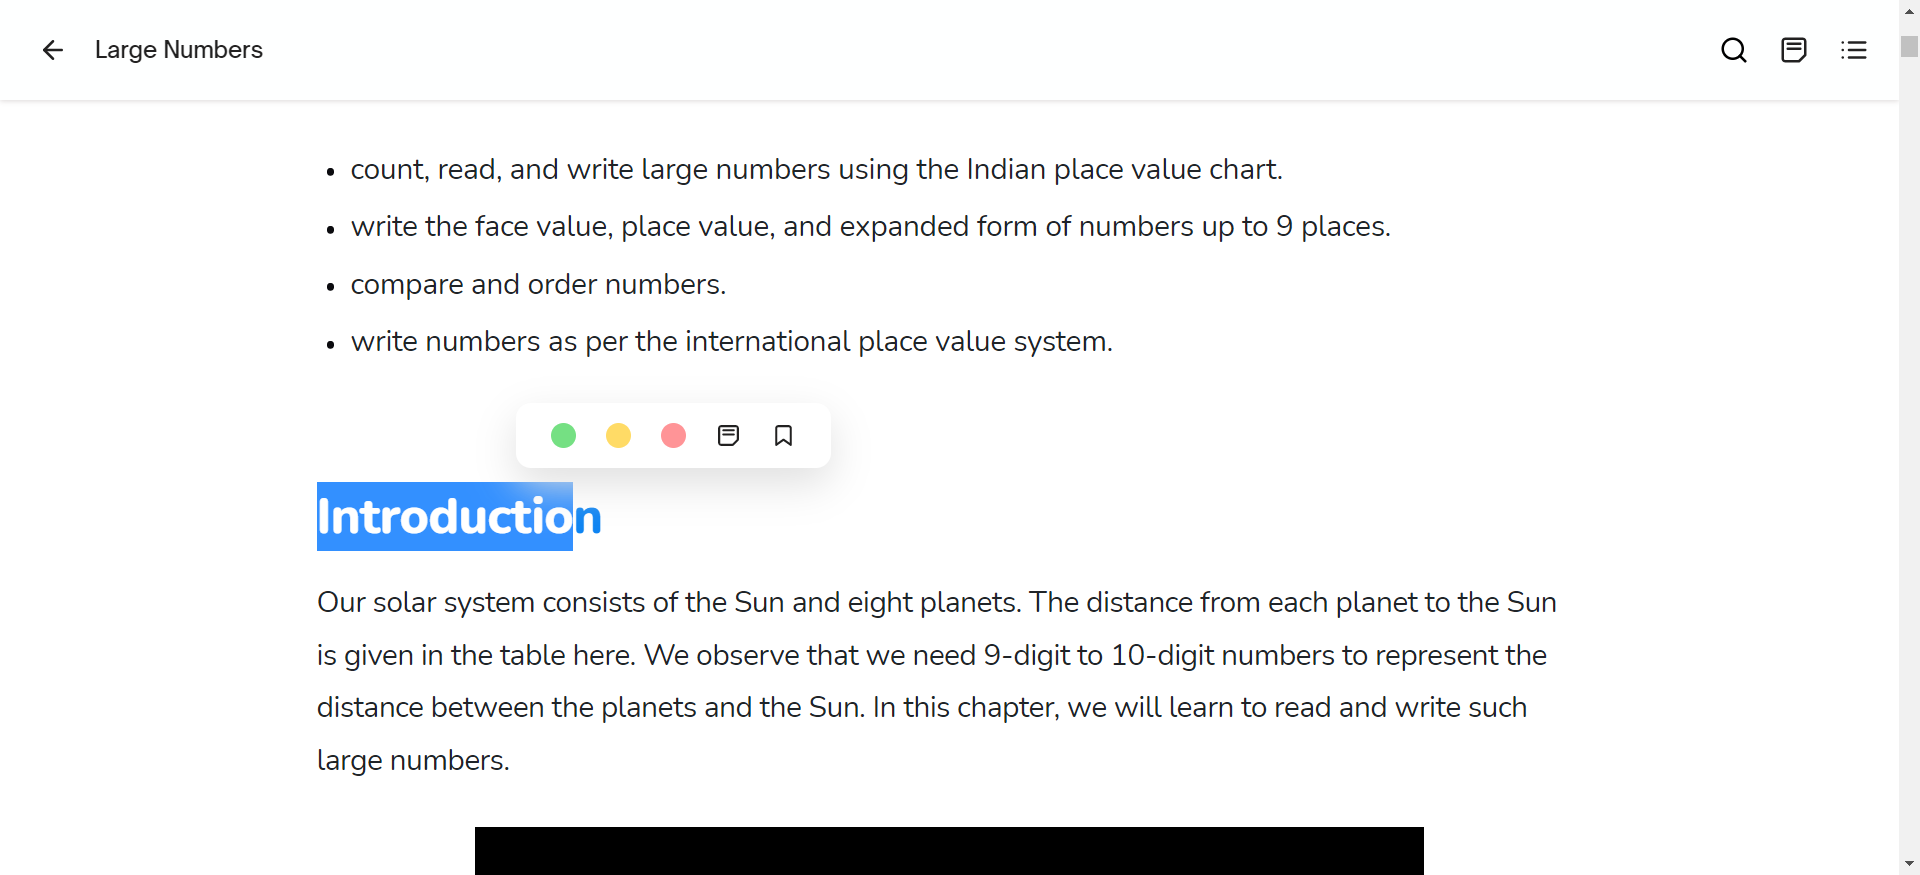 Large Numbers
• count, read, and write large numbers using the Indian place value chart.
• write the face value, place value, and expanded form of numbers up to 9 places.
• compare and order numbers.
• write numbers as per the international place value system.
Introduction
Our solar system consists of the Sun and eight planets. The distance from each planet to the Sun
is given in the table here. We observe that we need 9-digit to 10-digit numbers to represent the
distance between the planets and the Sun. In this chapter, we will learn to read and write such
large numbers.